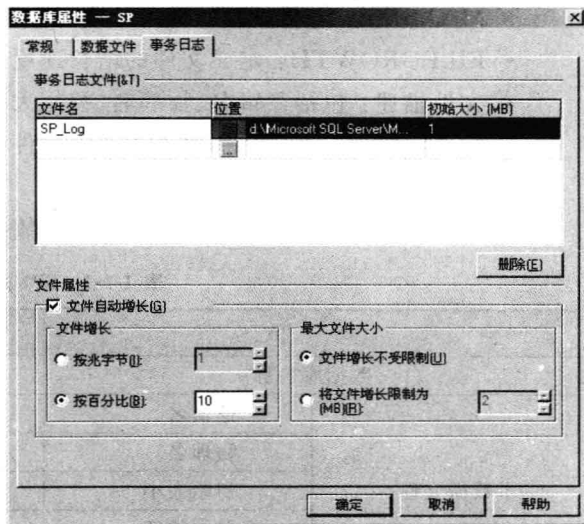 数据库属性 — SP
常规 数据文件 事务日志
事务日志文件(&T)
文件名 位置 初始大小 (MB)
SP_Log d:\Microsoft SQL Server\M... 1
...
删除(E)
文件属性
文件自动增长(G)
文件增长 最大文件大小
按兆字节(I): 1 文件增长不受限制(U)
按百分比(B): 10 将文件增长限制为
(MB)(R): 2
确定 取消 帮助